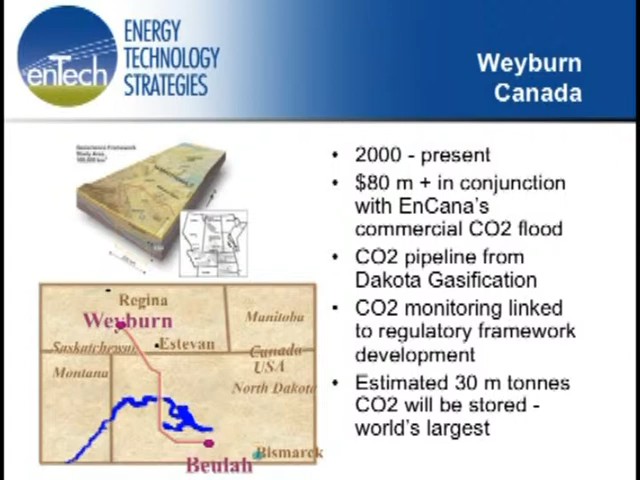 enTech
ENERGY
TECHNOLOGY
STRATEGIES
Weyburn
Canada
• 2000 - present
• $80 m + in conjunction
with EnCana's
commercial CO2 flood
• CO2 pipeline from
Dakota Gasification
• CO2 monitoring linked
to regulatory framework
development
• Estimated 30 m tonnes
CO2 will be stored -
world's largest
Regina
Weyburn
Manitoba
Saskatchewan
Estevan
Canada
USA
Montana
North Dakota
Bismarck
Beulah